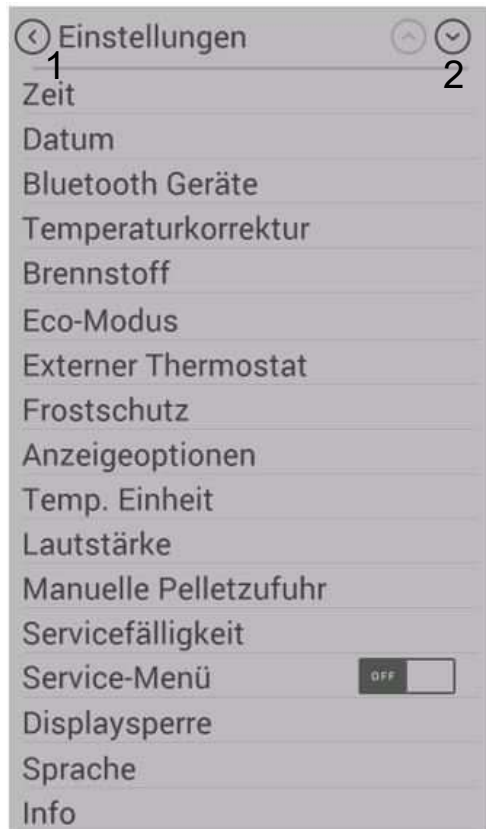 Einstellungen
1
2
Zeit
Datum
Bluetooth Geräte
Temperaturkorrektur
Brennstoff
Eco-Modus
Externer Thermostat
Frostschutz
Anzeigeoptionen
Temp. Einheit
Lautstärke
Manuelle Pelletzufuhr
Servicefälligkeit
Service-Menü OFF
Displaysperre
Sprache
Info